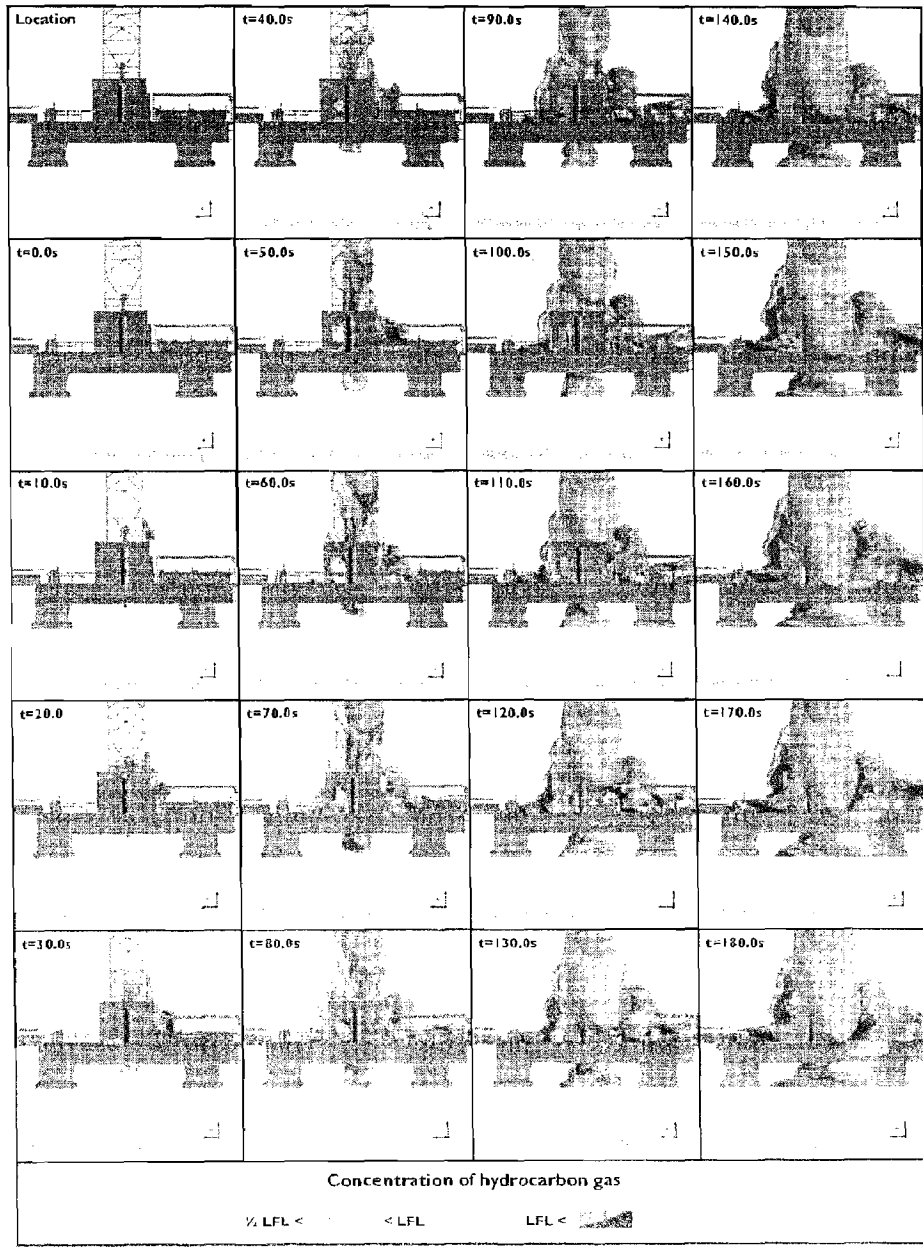 Location
t=40.0s
t=90.0s
t=140.0s
t=0.0s
t=50.0s
t=100.0s
t=150.0s
t=10.0s
t=60.0s
t=110.0s
t=160.0s
t=20.0
t=70.0s
t=120.0s
t=170.0s
t=30.0s
t=80.0s
t=130.0s
t=180.0s
Concentration of hydrocarbon gas
½ LFL < < LFL LFL <